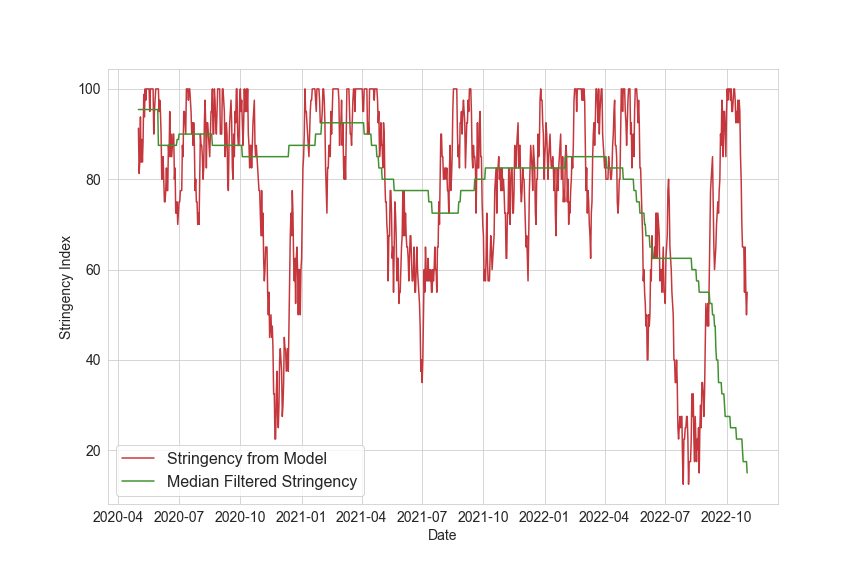 100
80
60
40
20
Stringency Index
Stringency from Model
Median Filtered Stringency
2020-04 2020-07 2020-10 2021-01 2021-04 2021-07 2021-10 2022-01 2022-04 2022-07 2022-10
Date